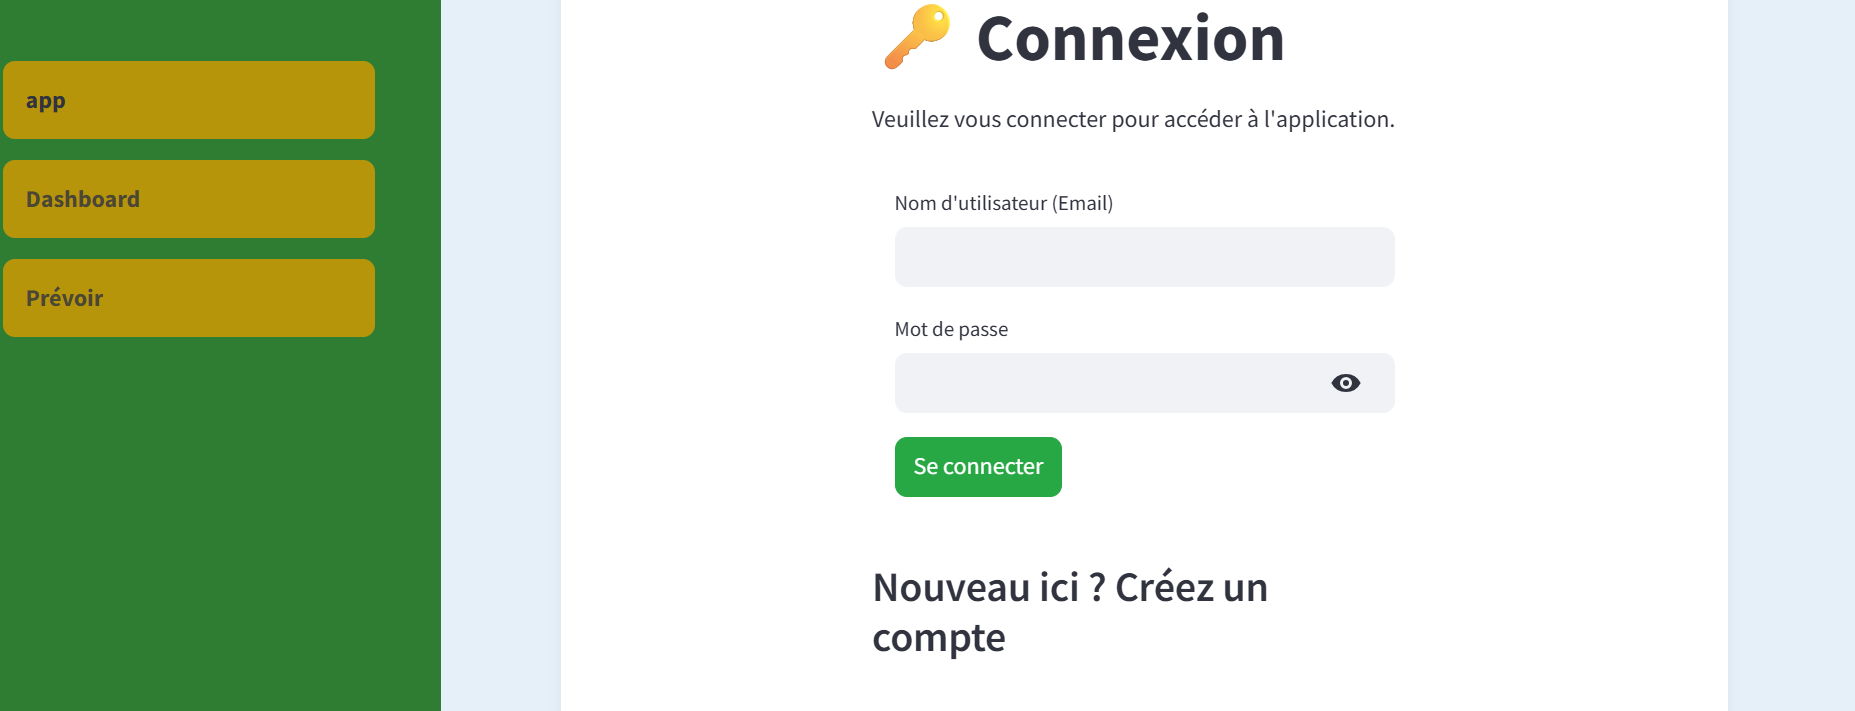 app
Dashboard
Prévoir
Connexion
Veuillez vous connecter pour accéder à l'application.
Nom d'utilisateur (Email)
Mot de passe
Se connecter
Nouveau ici ? Créez un
compte